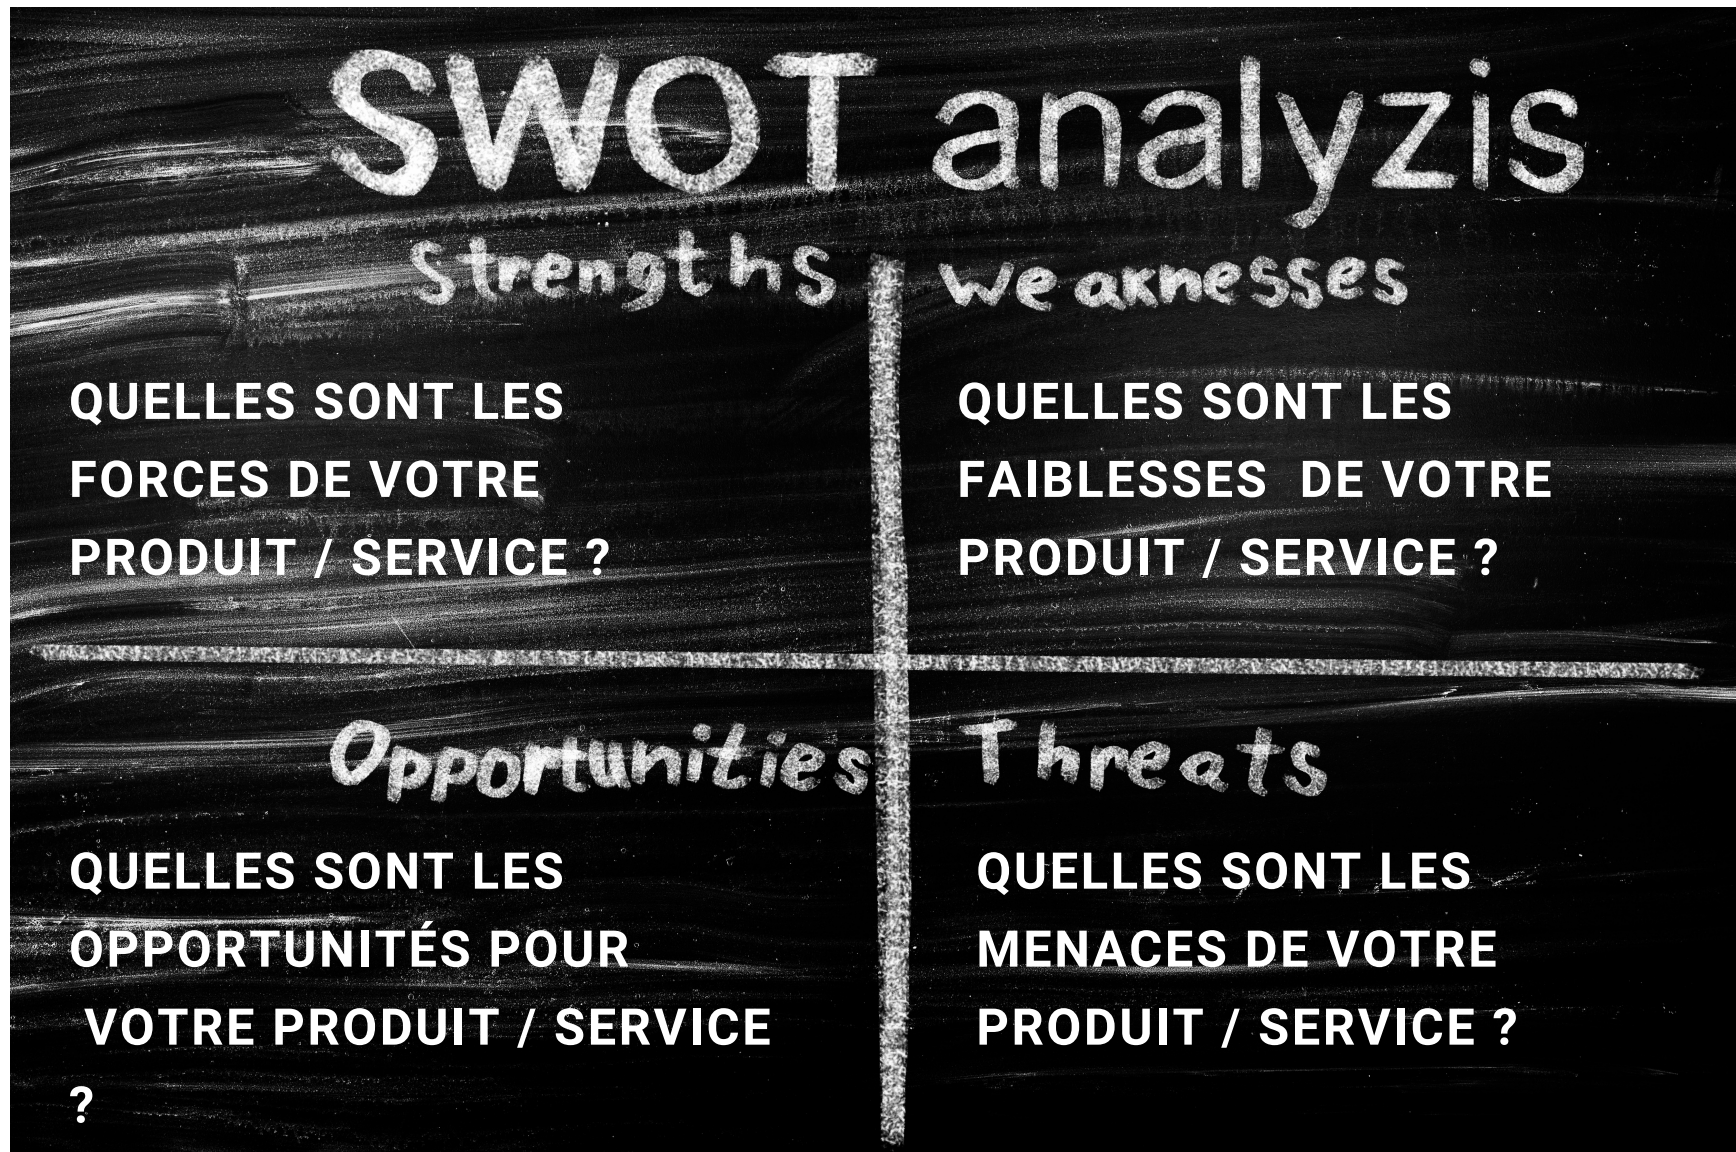 SWOT analyzis
Strengths
Weaknesses
QUELLES SONT LES
FORCES DE VOTRE
PRODUIT / SERVICE ?
QUELLES SONT LES
FAIBLESSES DE VOTRE
PRODUIT / SERVICE ?
Opportunities
Threats
QUELLES SONT LES
OPPORTUNITÉS POUR
VOTRE PRODUIT / SERVICE
?
QUELLES SONT LES
MENACES DE VOTRE
PRODUIT / SERVICE ?